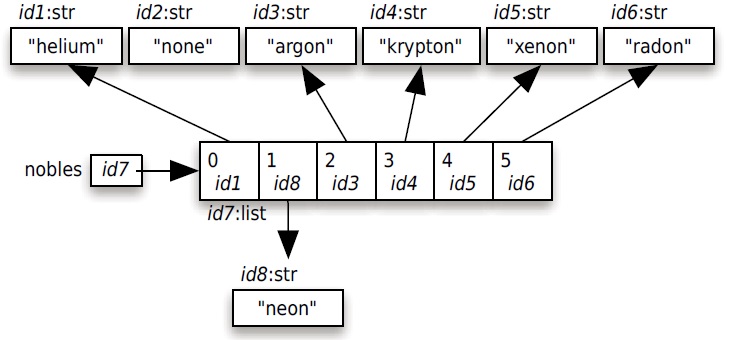 id1:str id2:str id3:str id4:str id5:str id6:str
"helium" "none" "argon" "krypton" "xenon" "radon"
0 1 2 3 4 5
nobles id7 id1 id8 id3 id4 id5 id6
id7:list
id8:str
"neon"